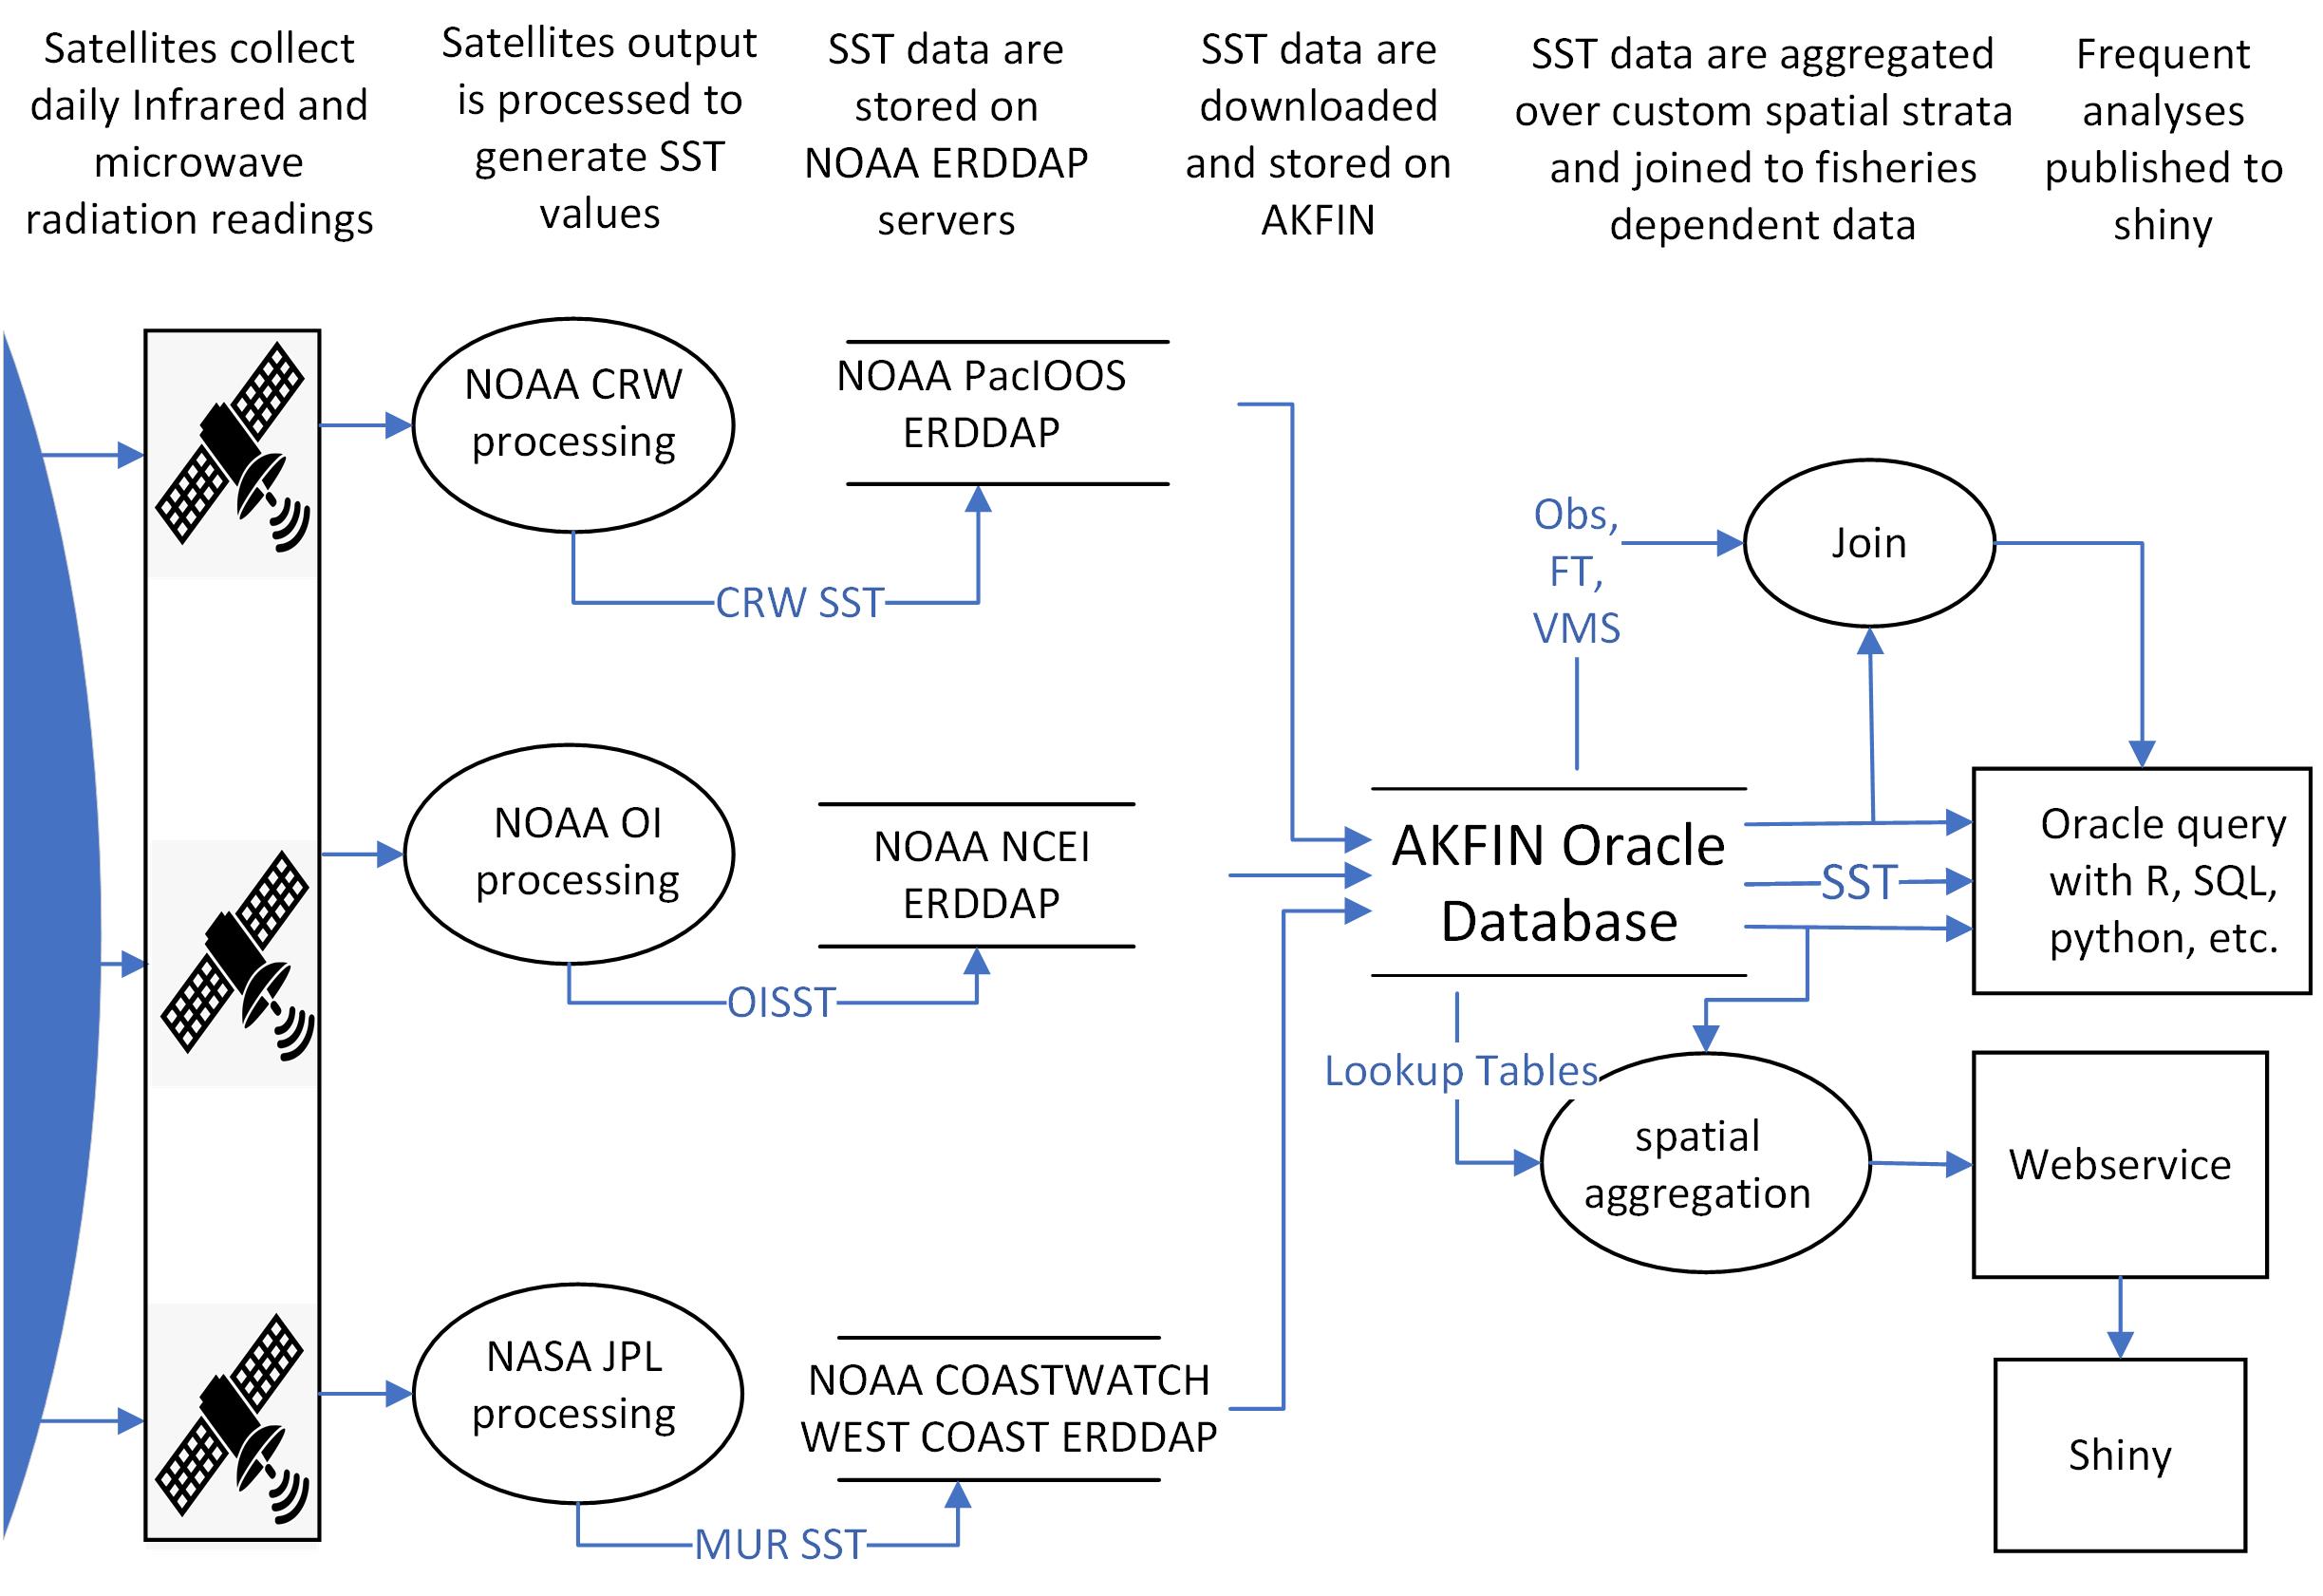 Satellites collect
daily Infrared and
microwave
radiation readings
Satellites output
is processed to
generate SST
values
SST data are
stored on
NOAA ERDDAP
servers
SST data are
downloaded
and stored on
AKFIN
SST data are aggregated
over custom spatial strata
and joined to fisheries
dependent data
Frequent
analyses
published to
shiny
NOAA CRW
processing
CRW SST
NOAA PacIOOS
ERDDAP
NOAA OI
processing
OISST
NOAA NCEI
ERDDAP
NASA JPL
processing
MUR SST
NOAA COASTWATCH
WEST COAST ERDDAP
AKFIN Oracle
Database
Obs,
FT,
VMS
Join
SST
Oracle query
with R, SQL,
python, etc.
Lookup Tables
spatial
aggregation
Webservice
Shiny